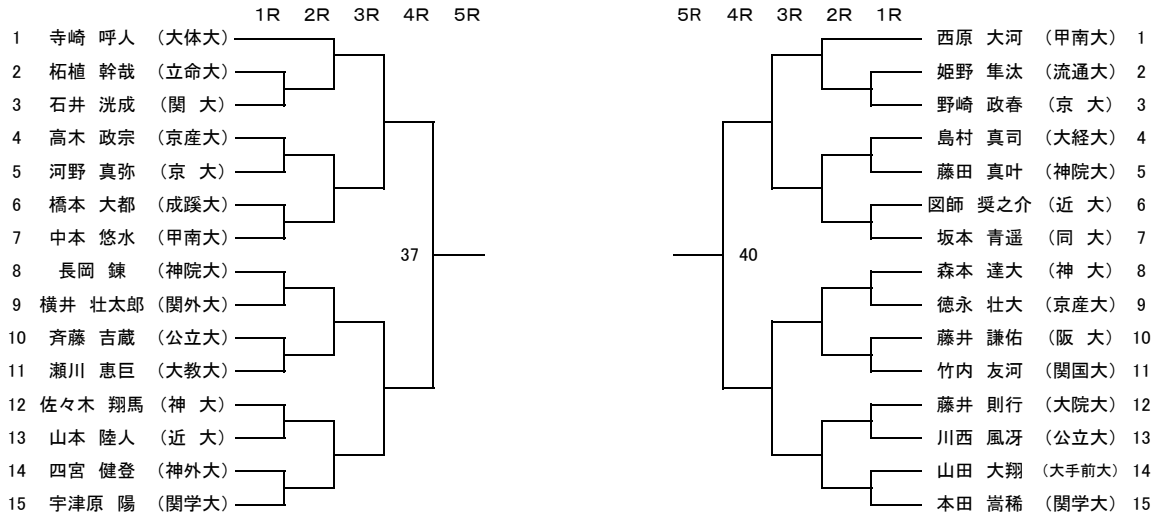 1R 2R 3R 4R 5R
1 寺崎 呼人 (大体大)
2 柘植 幹哉 (立命大)
3 石井 洸成 (関 大)
4 高木 政宗 (京産大)
5 河野 真弥 (京 大)
6 橋本 大都 (成蹊大)
7 中本 悠水 (甲南大)
8 長岡 錬 (神院大)
9 横井 壮太郎 (関外大)
10 斉藤 吉蔵 (公立大)
11 瀬川 恵巨 (大教大)
12 佐々木 翔馬 (神 大)
13 山本 陸人 (近 大)
14 四宮 健登 (神外大)
15 宇津原 陽 (関学大)
37
5R 4R 3R 2R 1R
西原 大河 (甲南大) 1
姫野 隼汰 (流通大) 2
野崎 政春 (京 大) 3
島村 真司 (大経大) 4
藤田 真叶 (神院大) 5
図師 奨之介 (近 大) 6
坂本 青遥 (同 大) 7
森本 達大 (神 大) 8
徳永 壮大 (京産大) 9
藤井 謙佑 (阪 大) 10
竹内 友河 (関国大) 11
藤井 則行 (大院大) 12
川西 風冴 (公立大) 13
山田 大翔 (大手前大) 14
本田 嵩稀 (関学大) 15
40